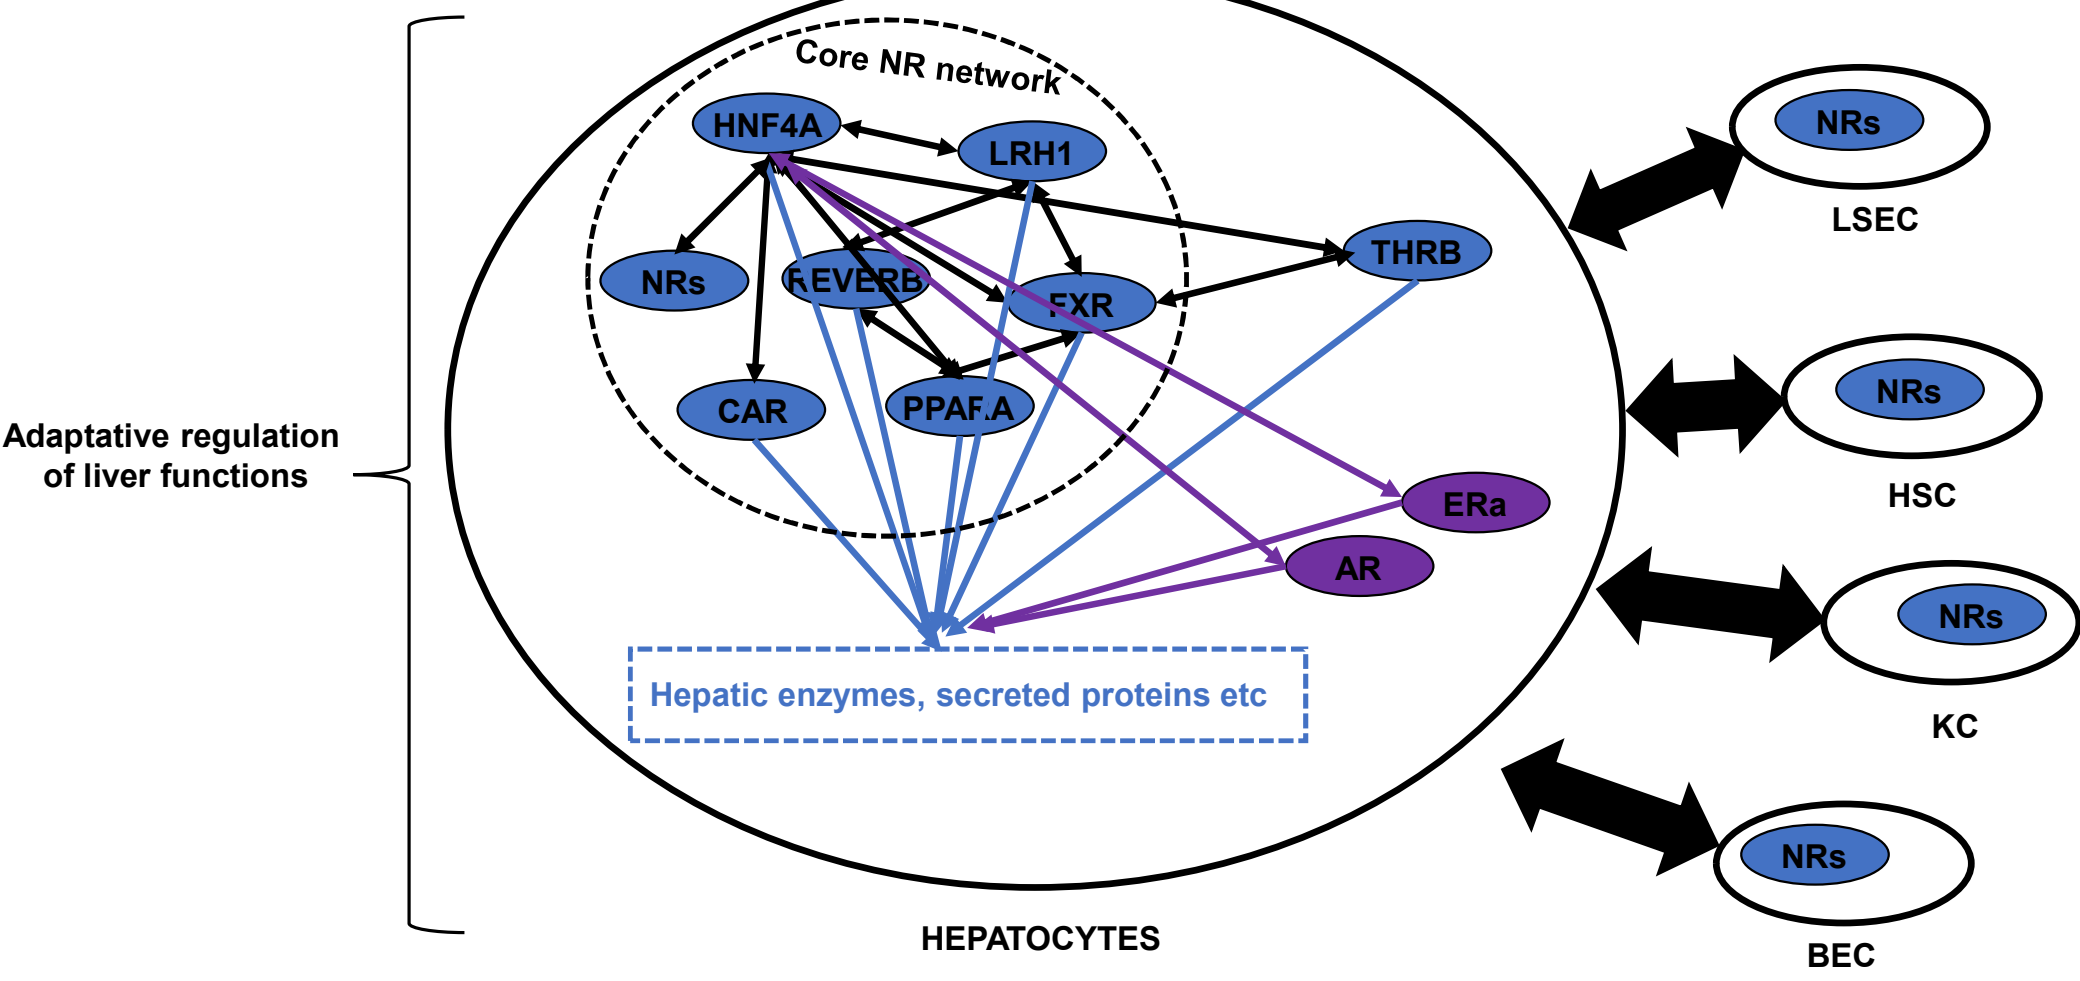 Core NR network
HNF4A
LRH1
NRs
REVERB
FXR
THRB
CAR
PPARA
ERa
AR
Hepatic enzymes, secreted proteins etc
HEPATOCYTES
Adaptative regulation
of liver functions
NRs
LSEC
NRs
HSC
NRs
KC
NRs
BEC